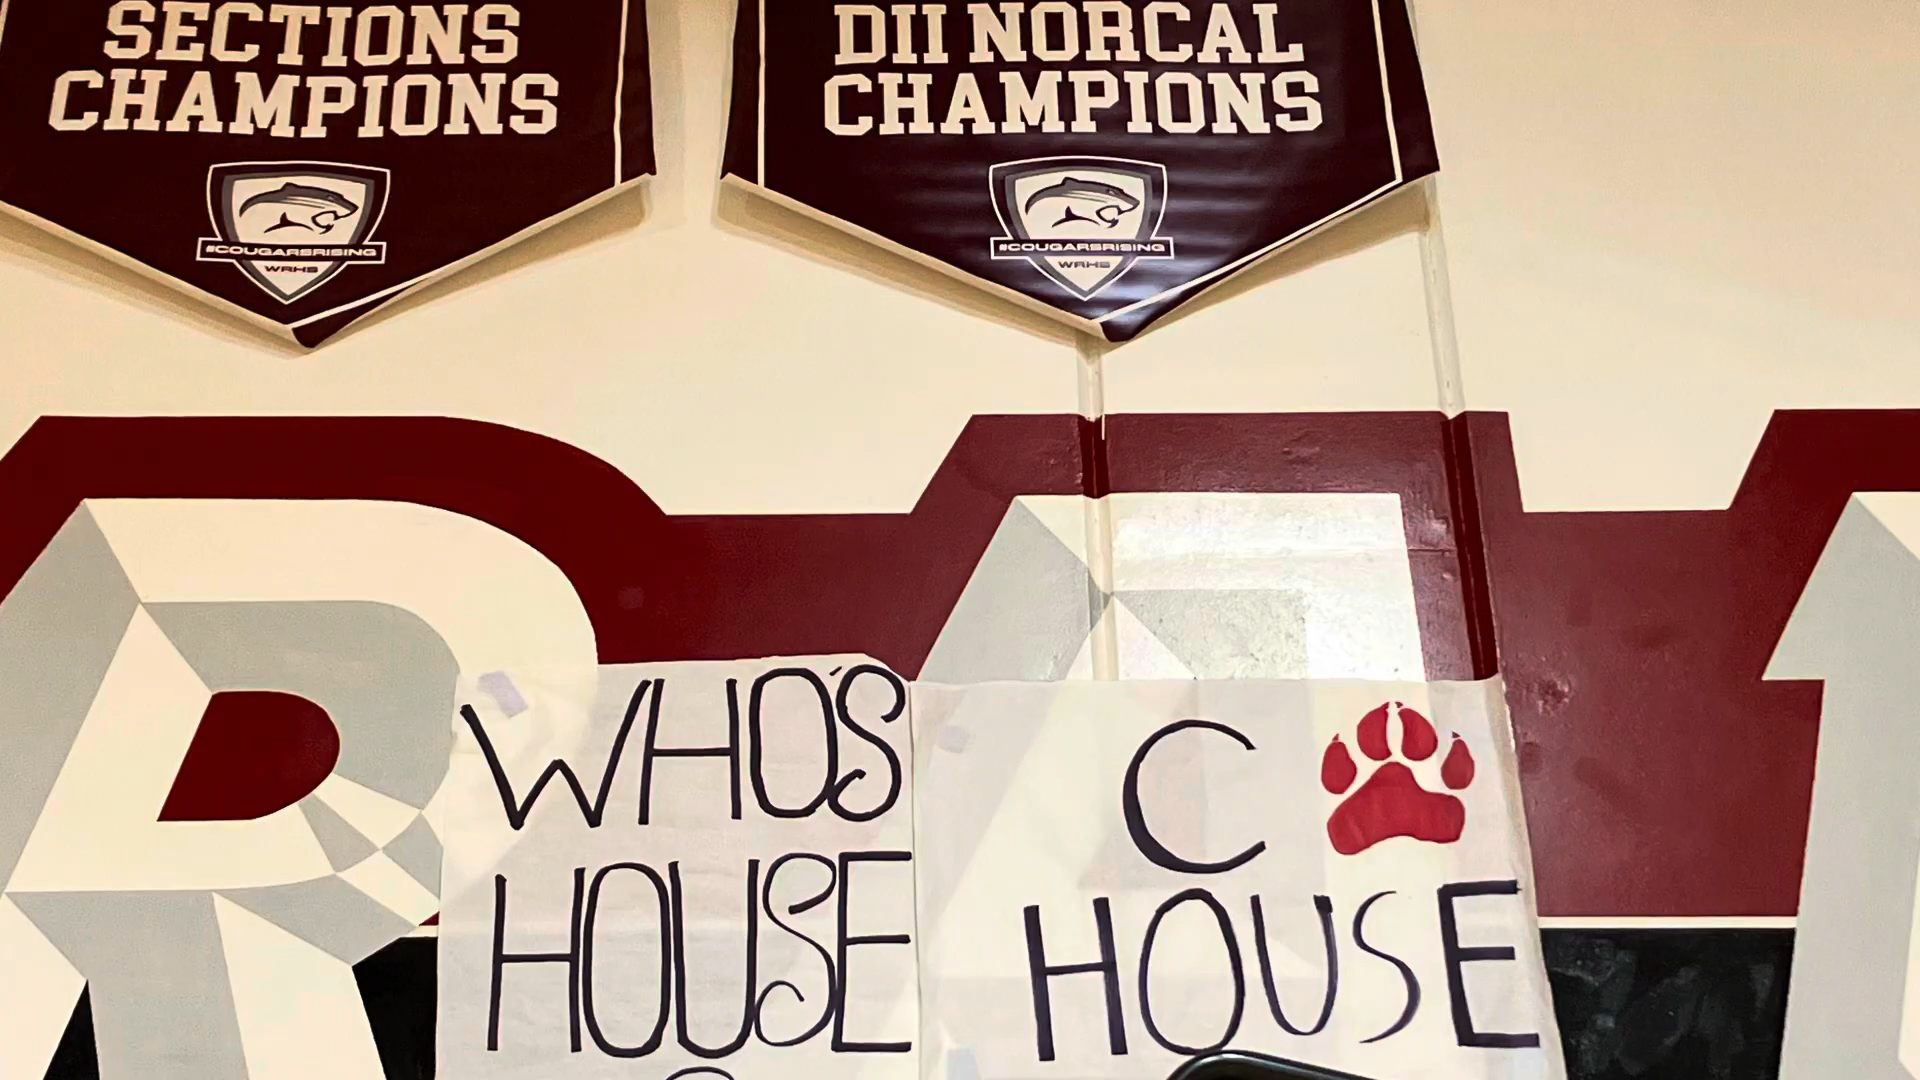 SECTIONS
CHAMPIONS
#COUGARSRISING
WRHS
DII NORCAL
CHAMPIONS
#COUGARSRISING
WRHS
R
WHO'S
HOUSE
C
HOUSE